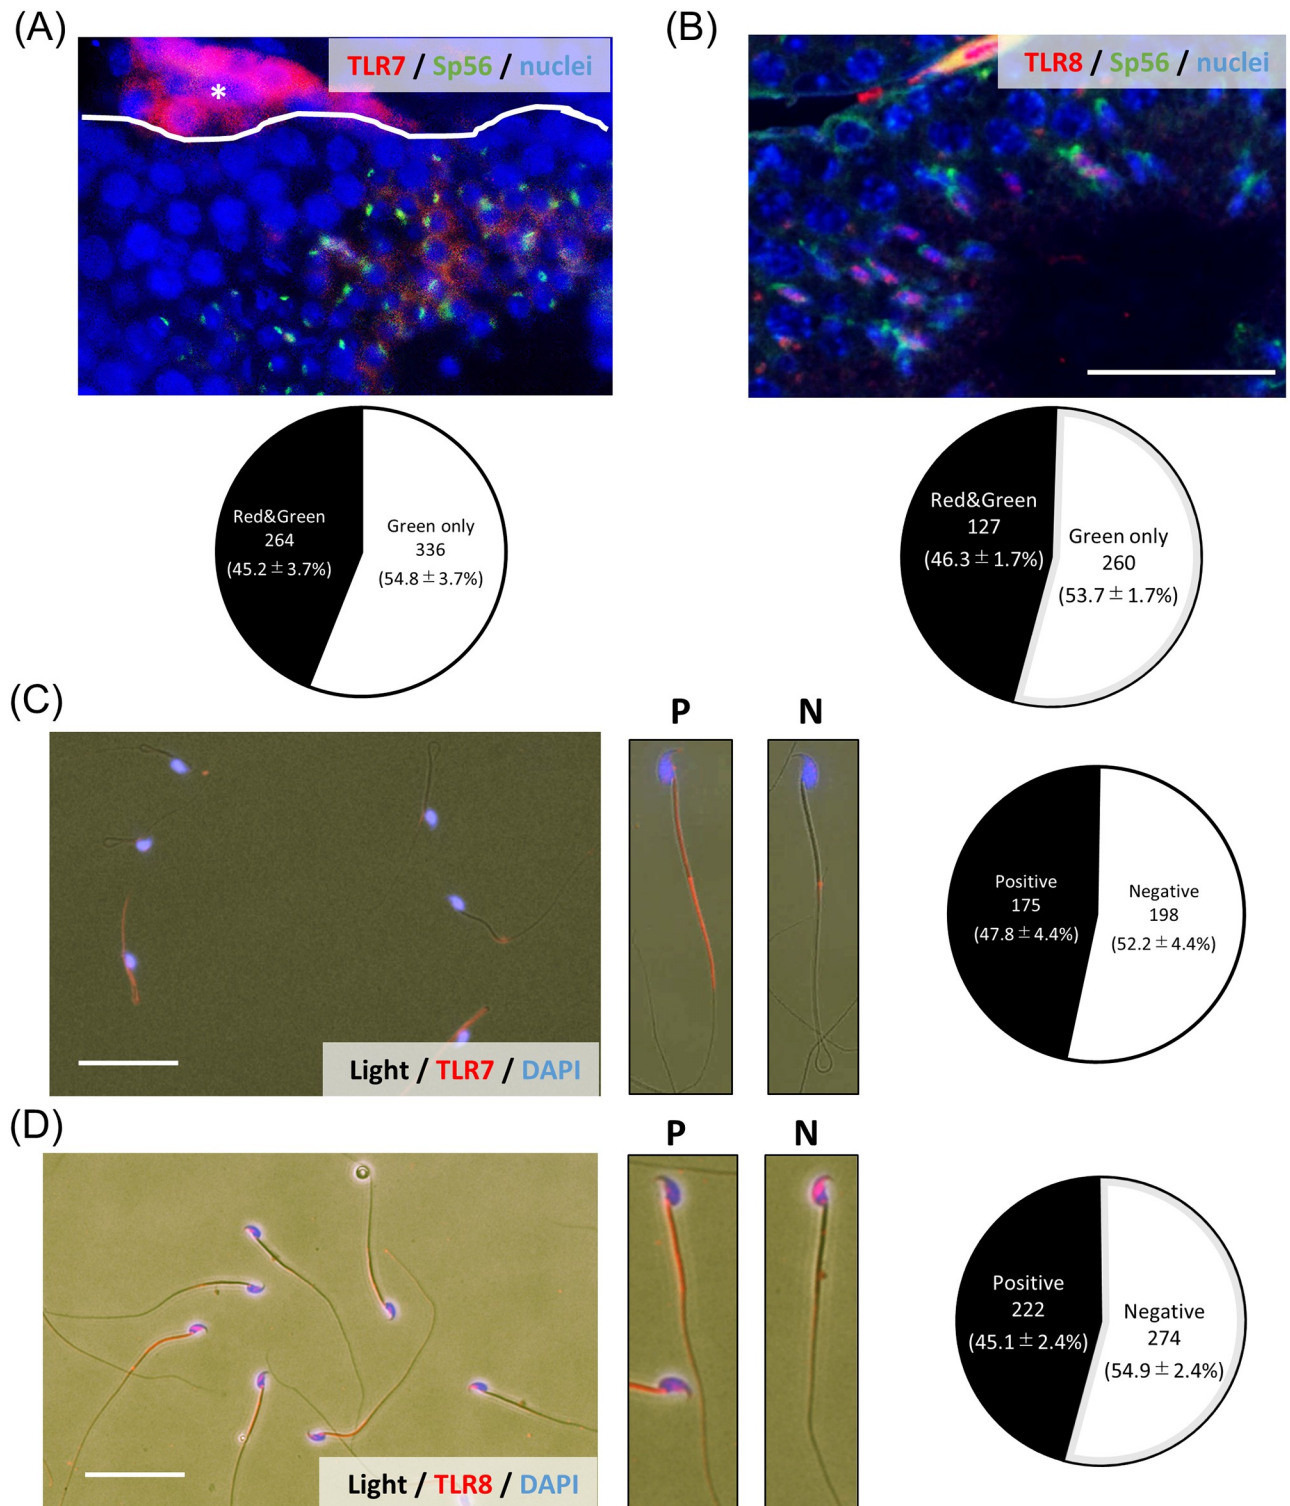 (A)
TLR7 / Sp56 / nuclei
*
Red&Green
264
(45.2 ± 3.7%)
Green only
336
(54.8 ± 3.7%)
(B)
TLR8 / Sp56 / nuclei
Red&Green
127
(46.3 ± 1.7%)
Green only
260
(53.7 ± 1.7%)
(C)
Light / TLR7 / DAPI
P
N
Positive
175
(47.8 ± 4.4%)
Negative
198
(52.2 ± 4.4%)
(D)
Light / TLR8 / DAPI
P
N
Positive
222
(45.1 ± 2.4%)
Negative
274
(54.9 ± 2.4%)